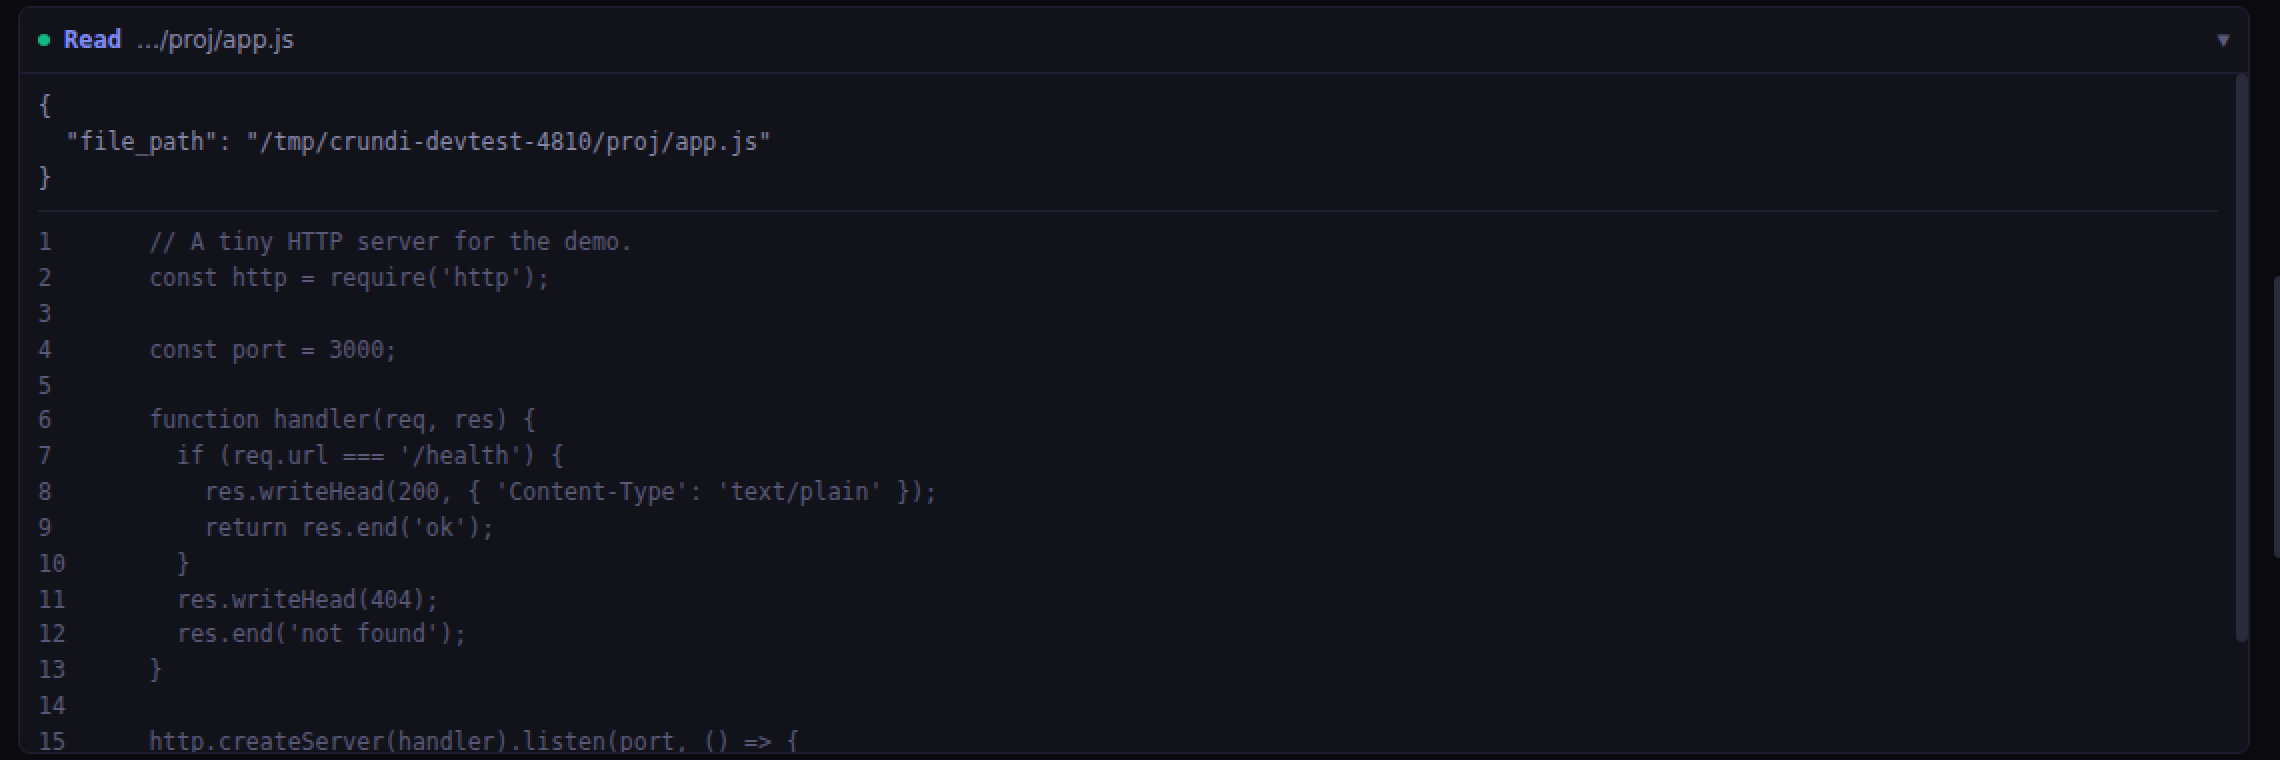 Read .../proj/app.js
{
  "file_path": "/tmp/crundi-devtest-4810/proj/app.js"
}
1       // A tiny HTTP server for the demo.
2       const http = require('http');
3
4       const port = 3000;
5
6       function handler(req, res) {
7         if (req.url === '/health') {
8           res.writeHead(200, { 'Content-Type': 'text/plain' });
9           return res.end('ok');
10        }
11        res.writeHead(404);
12        res.end('not found');
13      }
14
15      http.createServer(handler).listen(port, () => {